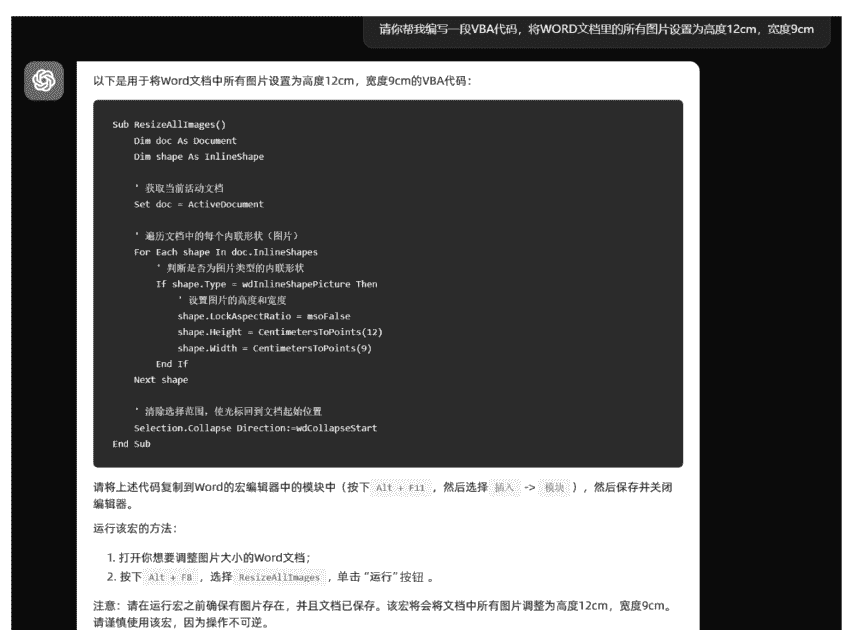 请你帮我编写一段VBA代码，将WORD文档里的所有图片设置为高度12cm，宽度9cm
以下是用于将Word文档中所有图片设置为高度12cm，宽度9cm的VBA代码：
Sub ResizeAllImages()
Dim doc As Document
Dim shape As InlineShape
' 获取当前活动文档
Set doc = ActiveDocument
' 遍历文档中的每个内联形状（图片）
For Each shape In doc.InlineShapes
' 判断是否为图片类型的内联形状
If shape.Type = wdInlineShapePicture Then
' 设置图片的高度和宽度
shape.LockAspectRatio = msoFalse
shape.Height = CentimetersToPoints(12)
shape.Width = CentimetersToPoints(9)
End If
Next shape
' 清除选择范围，使光标回到文档起始位置
Selection.Collapse Direction:=wdCollapseStart
End Sub
请将上述代码复制到Word的宏编辑器中的模块中（按下 Alt + F11 ，然后选择 插入 -> 模块 ），然后保存并关闭
编辑器。
运行该宏的方法：
1. 打开你想要调整图片大小的Word文档；
2. 按下 Alt + F8 ，选择 ResizeAllImages ，单击 “运行” 按钮 。
注意：请在运行宏之前确保有图片存在，并且文档已保存。该宏将会将文档中所有图片调整为高度12cm，宽度9cm。
请谨慎使用该宏，因为操作不可逆。